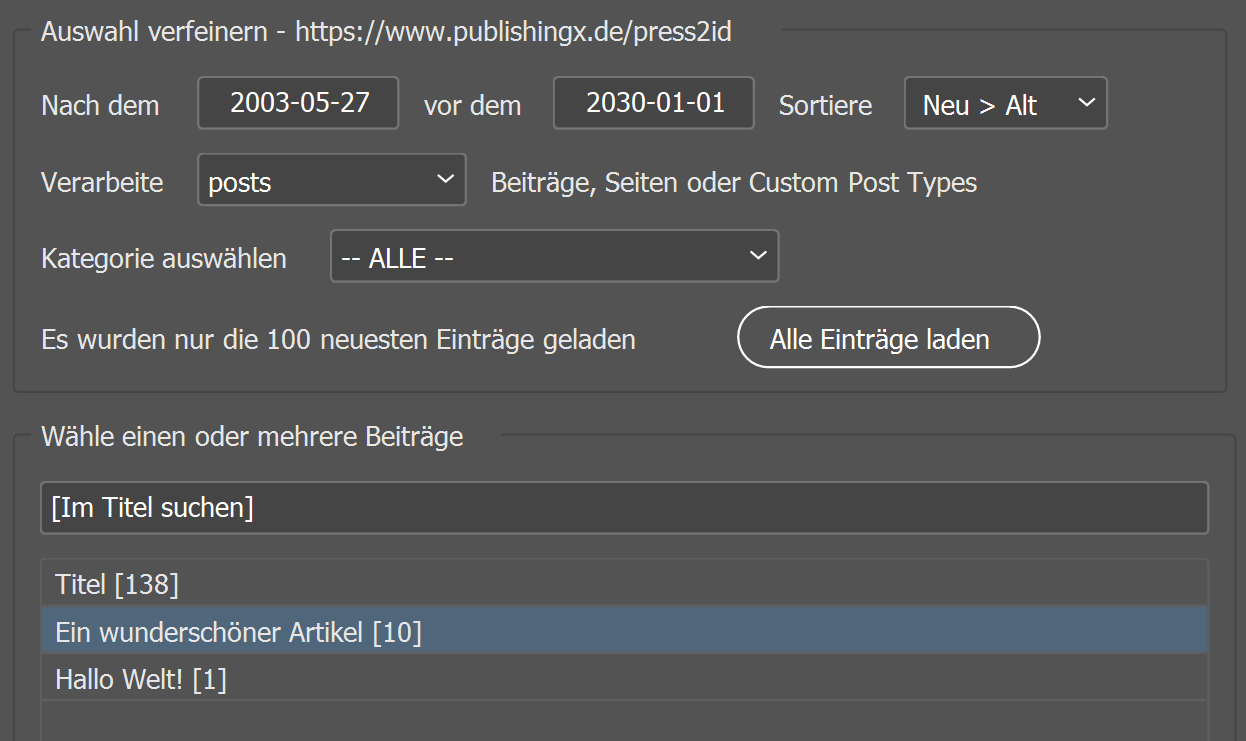 Auswahl verfeinern - https://www.publishingx.de/press2id
Nach dem 2003-05-27 vor dem 2030-01-01 Sortiere Neu > Alt
Verarbeite posts Beiträge, Seiten oder Custom Post Types
Kategorie auswählen -- ALLE --
Es wurden nur die 100 neuesten Einträge geladen Alle Einträge laden
Wähle einen oder mehrere Beiträge
[Im Titel suchen]
Titel [138]
Ein wunderschöner Artikel [10]
Hallo Welt! [1]